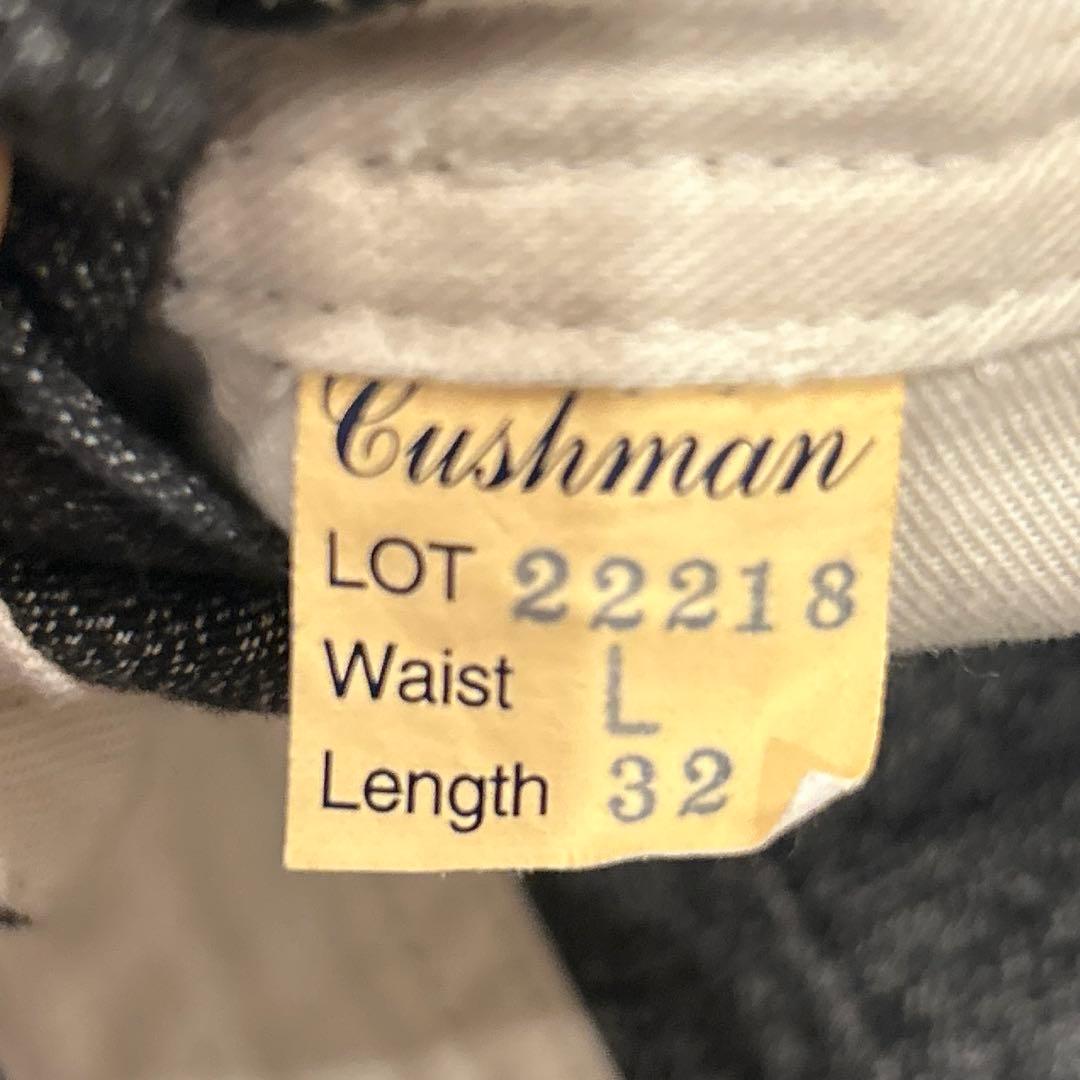 Cushman
LOT 22218
Waist L
Length 32